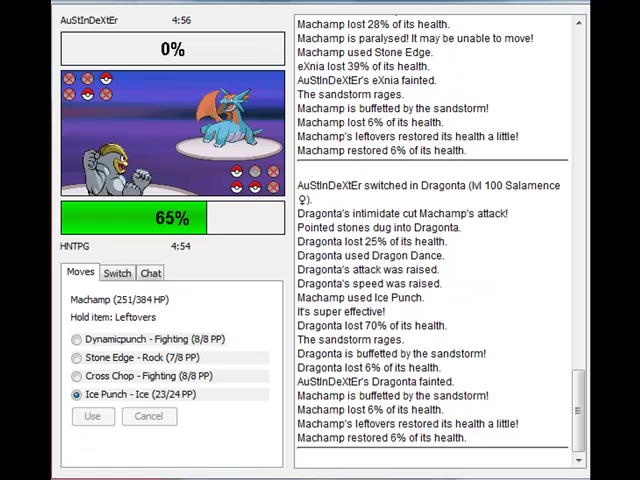 AuStInDeXtEr 4:56
0%
65%
HNTPG 4:54
Moves Switch Chat
Machamp (251/384 HP)
Hold item: Leftovers
Dynamicpunch - Fighting (8/8 PP)
Stone Edge - Rock (7/8 PP)
Cross Chop - Fighting (8/8 PP)
Ice Punch - Ice (23/24 PP)
Use Cancel
Machamp lost 28% of its health.
Machamp is paralysed! It may be unable to move!
Machamp used Stone Edge.
eXnia lost 39% of its health.
AuStInDeXtEr's eXnia fainted.
The sandstorm rages.
Machamp is buffetted by the sandstorm!
Machamp lost 6% of its health.
Machamp's leftovers restored its health a little!
Machamp restored 6% of its health.
AuStInDeXtEr switched in Dragonta (lvl 100 Salamence
♀).
Dragonta's intimidate cut Machamp's attack!
Pointed stones dug into Dragonta.
Dragonta lost 25% of its health.
Dragonta used Dragon Dance.
Dragonta's attack was raised.
Dragonta's speed was raised.
Machamp used Ice Punch.
It's super effective!
Dragonta lost 70% of its health.
The sandstorm rages.
Dragonta is buffetted by the sandstorm!
Dragonta lost 6% of its health.
AuStInDeXtEr's Dragonta fainted.
Machamp is buffetted by the sandstorm!
Machamp lost 6% of its health.
Machamp's leftovers restored its health a little!
Machamp restored 6% of its health.